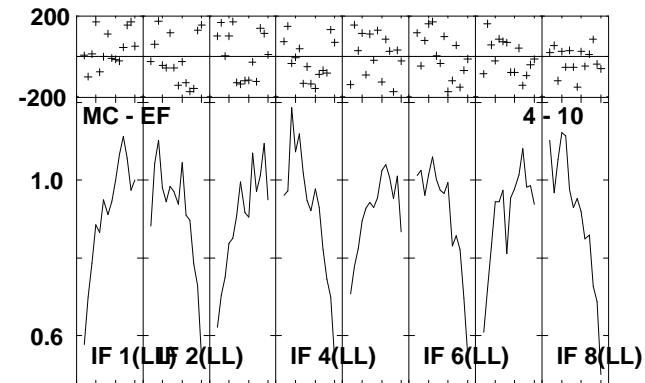 200
-200
MC - EF 4 - 10
1.0
0.6
IF 1(LL) IF 2(LL) IF 4(LL) IF 6(LL) IF 8(LL)